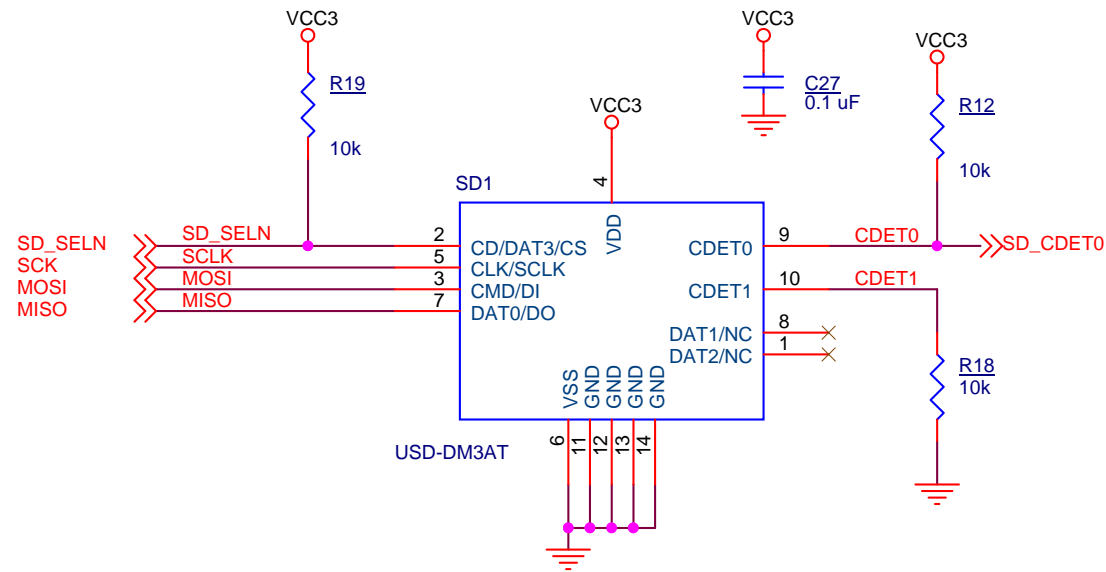 VCC3
VCC3
VCC3
R19
C27
0.1 uF
R12
VCC3
10k
10k
SD1
4
VDD
SD_SELN
SD_SELN
2
CD/DAT3/CS
CDET0
9
CDET0
SD_CDET0
SCK
SCLK
5
CLK/SCLK
MOSI
MOSI
3
CMD/DI
CDET1
10
CDET1
MISO
MISO
7
DAT0/DO
DAT1/NC
8
DAT2/NC
1
VSS
GND
GND
GND
GND
R18
10k
6
11
12
13
14
USD-DM3AT